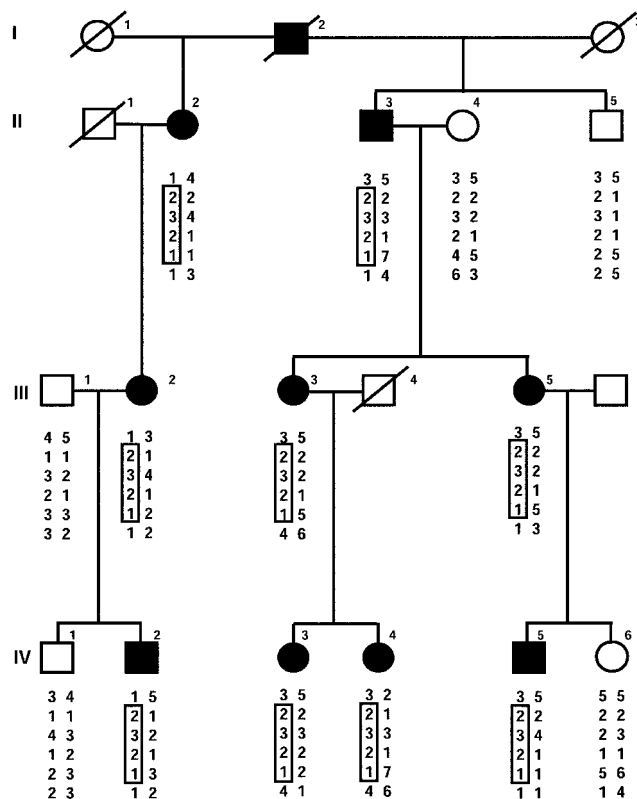 I 1 2 3
II 1 2 3 4 5
1 4 3 5 3 5 3 5
2 2 2 2 2 2 2 1
3 4 3 3 3 2 3 1
2 1 2 1 2 1 2 1
1 1 1 7 4 5 2 5
1 3 1 4 6 3 2 5
III 1 2 3 4 5
4 5 1 3 3 5 3 5
1 1 2 1 2 2 2 2
3 2 3 4 3 2 3 2
2 1 2 1 2 1 2 1
3 3 1 2 1 5 1 5
3 2 1 2 4 6 1 3
IV 1 2 3 4 5 6
3 4 1 5 3 5 3 2 3 5 5 5
1 1 2 1 2 2 2 1 2 2 2 2
4 3 3 2 3 3 3 3 3 4 2 3
1 2 2 1 2 2 2 1 2 1 1 1
2 3 1 3 1 2 1 7 1 1 5 6
2 3 1 2 4 1 4 6 1 1 1 4